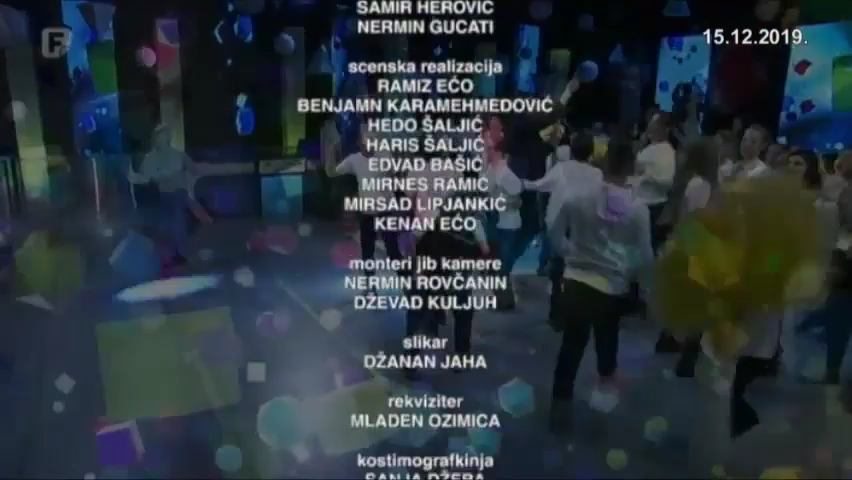 SAMIR HEROVIĆ
NERMIN GUCATI
15.12.2019.
F
scenska realizacija
RAMIZ EĆO
BENJAMN KARAMEHMEDOVIĆ
HEDO ŠALJIĆ
HARIS ŠALJIĆ
EDVAD BAŠIĆ
MIRNES RAMIĆ
MIRSAD LIPJANKIĆ
KENAN EĆO
monteri jib kamere
NERMIN ROVČANIN
DŽEVAD KULJUH
slikar
DŽANAN JAHA
rekviziter
MLADEN OZIMICA
kostimografkinja
SANJA DŽEBA